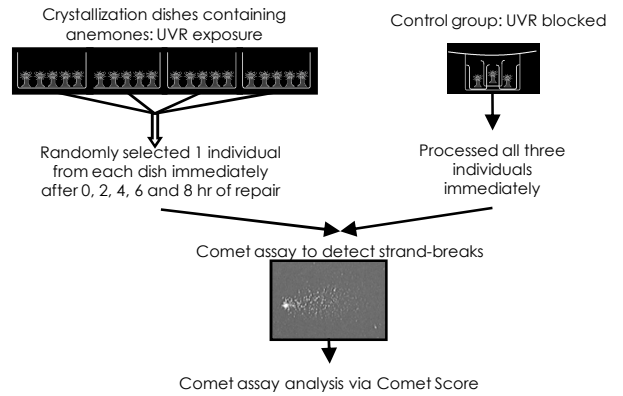 Crystallization dishes containing
anemones: UVR exposure
Control group: UVR blocked
Randomly selected 1 individual
from each dish immediately
after 0, 2, 4, 6 and 8 hr of repair
Processed all three
individuals
immediately
Comet assay to detect strand-breaks
Comet assay analysis via Comet Score